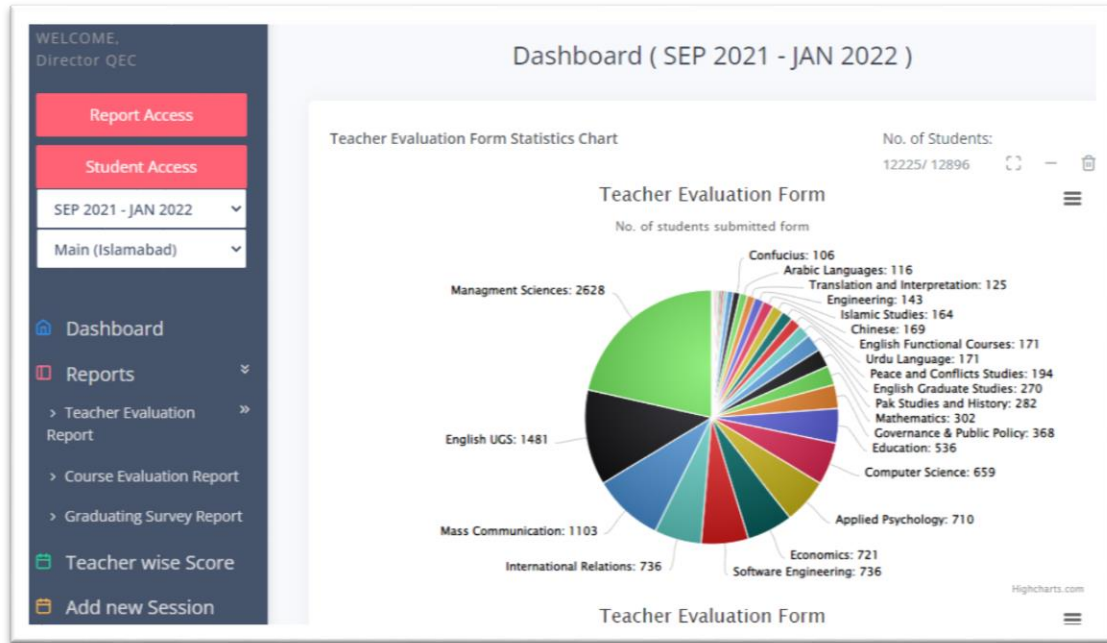 WELCOME,
Director QEC
Report Access
Student Access
SEP 2021 - JAN 2022
Main (Islamabad)
Dashboard
Reports
> Teacher Evaluation
Report
> Course Evaluation Report
> Graduating Survey Report
Teacher wise Score
Add new Session
Dashboard ( SEP 2021 - JAN 2022 )
Teacher Evaluation Form Statistics Chart
No. of Students:
12225/ 12896
Teacher Evaluation Form
No. of students submitted form
Confucius: 106
Arabic Languages: 116
Translation and Interpretation: 125
Engineering: 143
Islamic Studies: 164
Chinese: 169
English Functional Courses: 171
Urdu Language: 171
Peace and Conflicts Studies: 194
English Graduate Studies: 270
Pak Studies and History: 282
Mathematics: 302
Governance & Public Policy: 368
Education: 536
Computer Science: 659
Applied Psychology: 710
Economics: 721
Software Engineering: 736
International Relations: 736
Mass Communication: 1103
English UGS: 1481
Managment Sciences: 2628
Highcharts.com
Teacher Evaluation Form